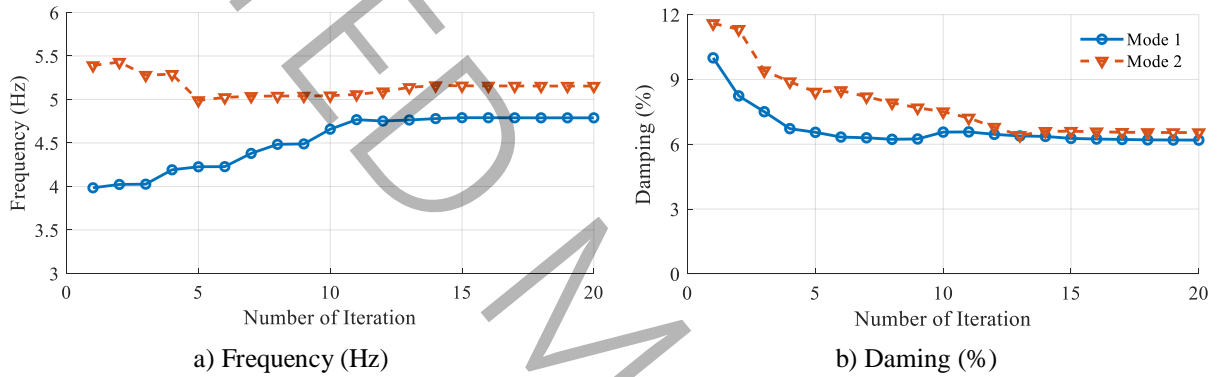 6
5.5
5
4.5
4
3.5
3
0
5
10
15
20
Frequency (Hz)
Number of Iteration
a) Frequency (Hz)
12
9
6
3
0
0
5
10
15
20
Damping (%)
Number of Iteration
Mode 1
Mode 2
b) Daming (%)
ED M